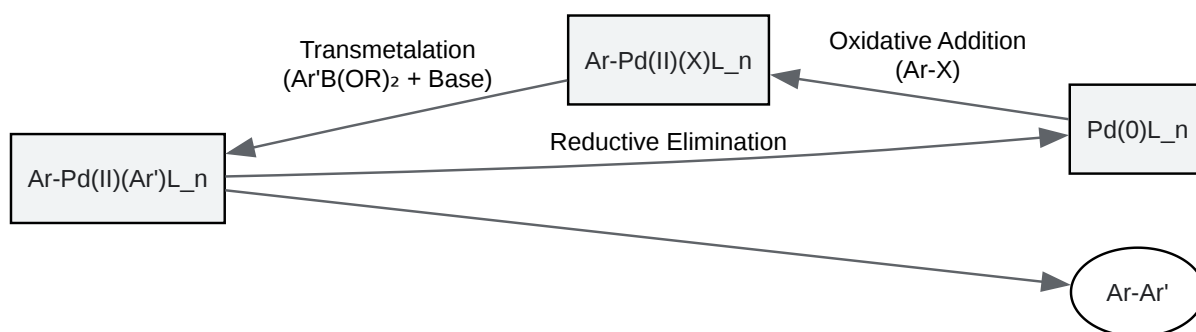 Transmetalation
(Ar'B(OR)₂ + Base)
Ar-Pd(II)(X)L_n
Oxidative Addition
(Ar-X)
Pd(0)L_n
Reductive Elimination
Ar-Pd(II)(Ar')L_n
Ar-Ar'